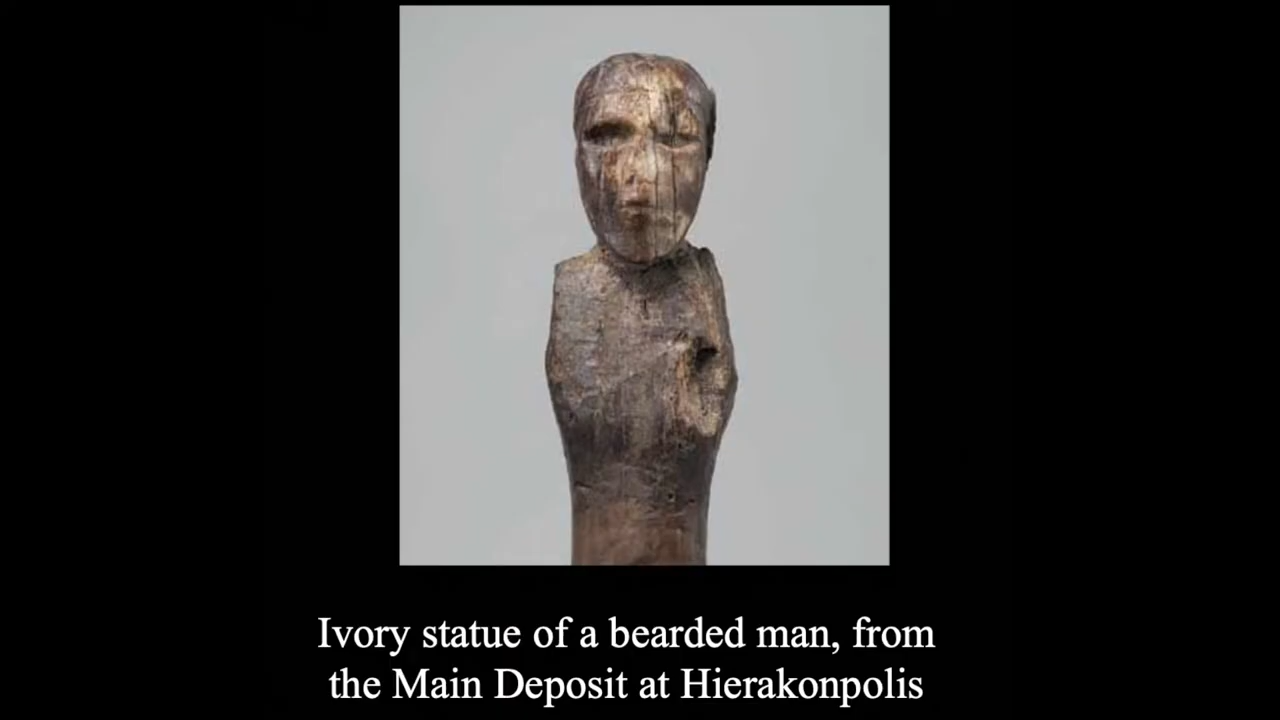 Ivory statue of a bearded man, from
the Main Deposit at Hierakonpolis